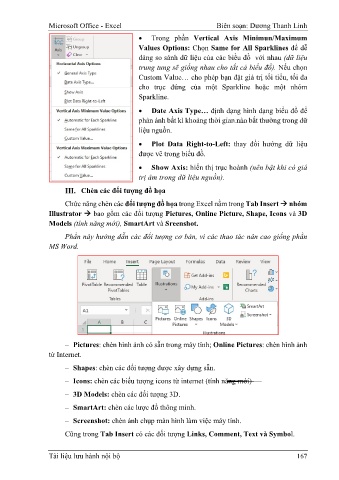 Microsoft Office - Excel Biên soạn: Dương Thanh Linh
• Trong phần Vertical Axis Minimun/Maximum
Values Options: Chọn Same for All Sparklines để dễ
dàng so sánh dữ liệu của các biểu đồ với nhau (dữ liệu
trung tung sẽ giống nhau cho tất cả biểu đồ). Nếu chọn
Custom Value… cho phép bạn đặt giá trị tối tiểu, tối đa
cho trục đứng của một Sparkline hoặc một nhóm
Sparkline.
• Date Axis Type… định dạng hình dạng biểu đồ để
phản ánh bất kì khoảng thời gian nào bất thường trong dữ
liệu nguồn.
• Plot Data Right-to-Left: thay đổi hướng dữ liệu
được vẽ trong biểu đồ.
• Show Axis: hiển thị trục hoành (nên bật khi có giá
trị âm trong dữ liệu nguồn).
Group
Ungroup
Axis
Clear
Horizontal Axis Options
✓ General Axis Type
Date Axis Type...
Show Axis
Plot Data Right-to-Left
Vertical Axis Minimum Value Options
✓ Automatic for Each Sparkline
Same for All Sparklines
Custom Value...
Vertical Axis Maximum Value Options
✓ Automatic for Each Sparkline
Same for All Sparklines
Custom Value...
III. Chèn các đối tượng đồ họa
Chức năng chèn các đối tượng đồ họa trong Excel nằm trong Tab Insert → nhóm
Illustrator → bao gồm các đối tượng Pictures, Online Picture, Shape, Icons và 3D
Models (tính năng mới), SmartArt và Sreenshot.
Phần này hướng dẫn các đối tượng cơ bản, vì các thao tác nân cao giống phần
MS Word.
File Home Insert Page Layout Formulas Data Review View
PivotTable Recommended PivotTables Table Illustrations Get Add-ins My Add-ins Recommended Charts
Tables Add-ins
A1
A B C
1
Pictures Online Pictures Shapes Icons 3D Models SmartArt Screenshot
Illustrations
– Pictures: chèn hình ảnh có sẵn trong máy tính; Online Pictures: chèn hình ảnh
từ Internet.
– Shapes: chèn các đối tượng được xây dựng sẵn.
– Icons: chèn các biểu tượng icons từ internet (tính năng mới)
– 3D Models: chèn các đối tượng 3D.
– SmartArt: chèn các lược đồ thông minh.
– Screenshot: chèn ảnh chụp màn hình làm việc máy tính.
Cũng trong Tab Insert có các đối tượng Links, Comment, Text và Symbol.
Tài liệu lưu hành nội bộ 167